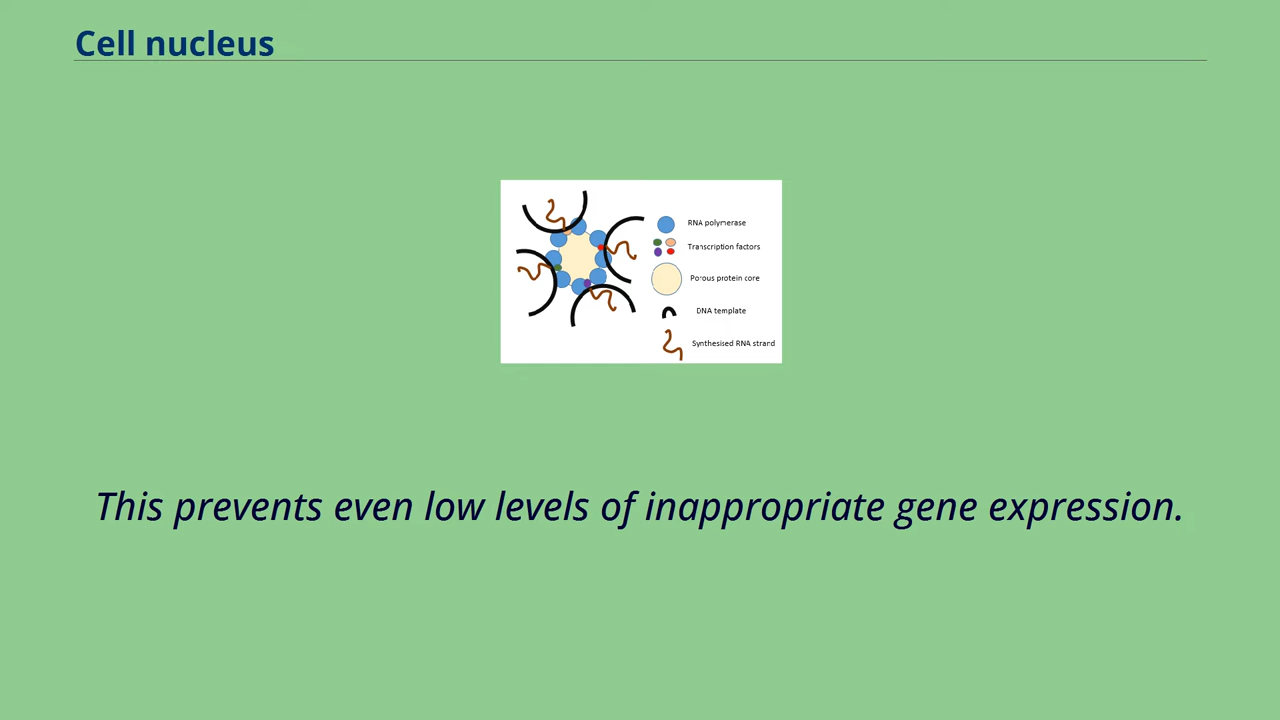 Cell nucleus
RNA polymerase
Transcription factors
Porous protein core
DNA template
Synthesised RNA strand
This prevents even low levels of inappropriate gene expression.